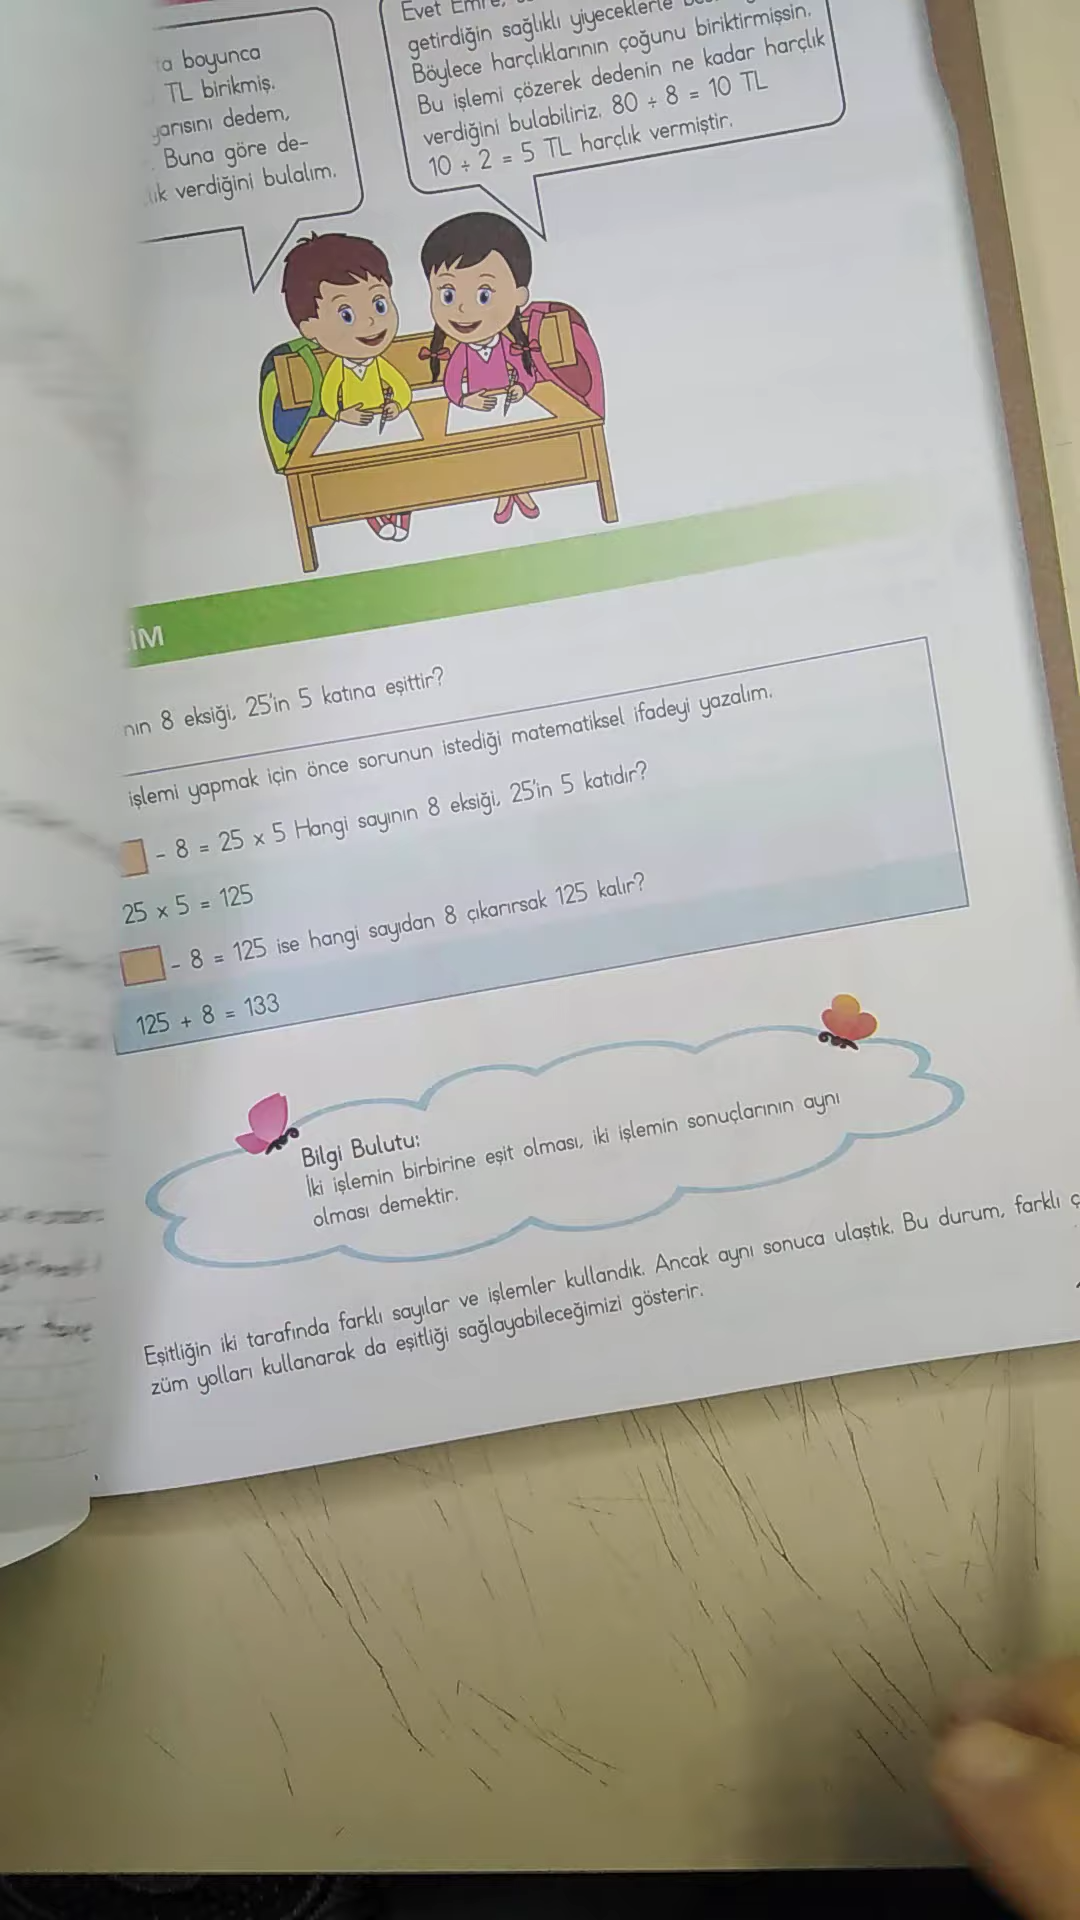 a boyunca
TL birikmiş.
yarısını dedem,
Buna göre de-
verdiğini bulalım.
Evet Emre,
getirdiğin sağlıklı yiyeceklerle
Böylece harçlıklarının çoğunu biriktirmişsin.
Bu işlemi çözerek dedenin ne kadar harçlık
verdiğini bulabiliriz. 80 ÷ 8 = 10 TL
10 ÷ 2 = 5 TL harçlık vermiştir.
İM
nın 8 eksiği, 25'in 5 katına eşittir?
işlemi yapmak için önce sorunun istediği matematiksel ifadeyi yazalım.
- 8 = 25 x 5 Hangi sayının 8 eksiği, 25'in 5 katıdır?
25 x 5 = 125
- 8 = 125 ise hangi sayıdan 8 çıkarırsak 125 kalır?
125 + 8 = 133
Bilgi Bulutu:
İki işlemin birbirine eşit olması, iki işlemin sonuçlarının aynı
olması demektir.
Eşitliğin iki tarafında farklı sayılar ve işlemler kullandık. Ancak aynı sonuca ulaştık. Bu durum, farklı ç
züm yolları kullanarak da eşitliği sağlayabileceğimizi gösterir.